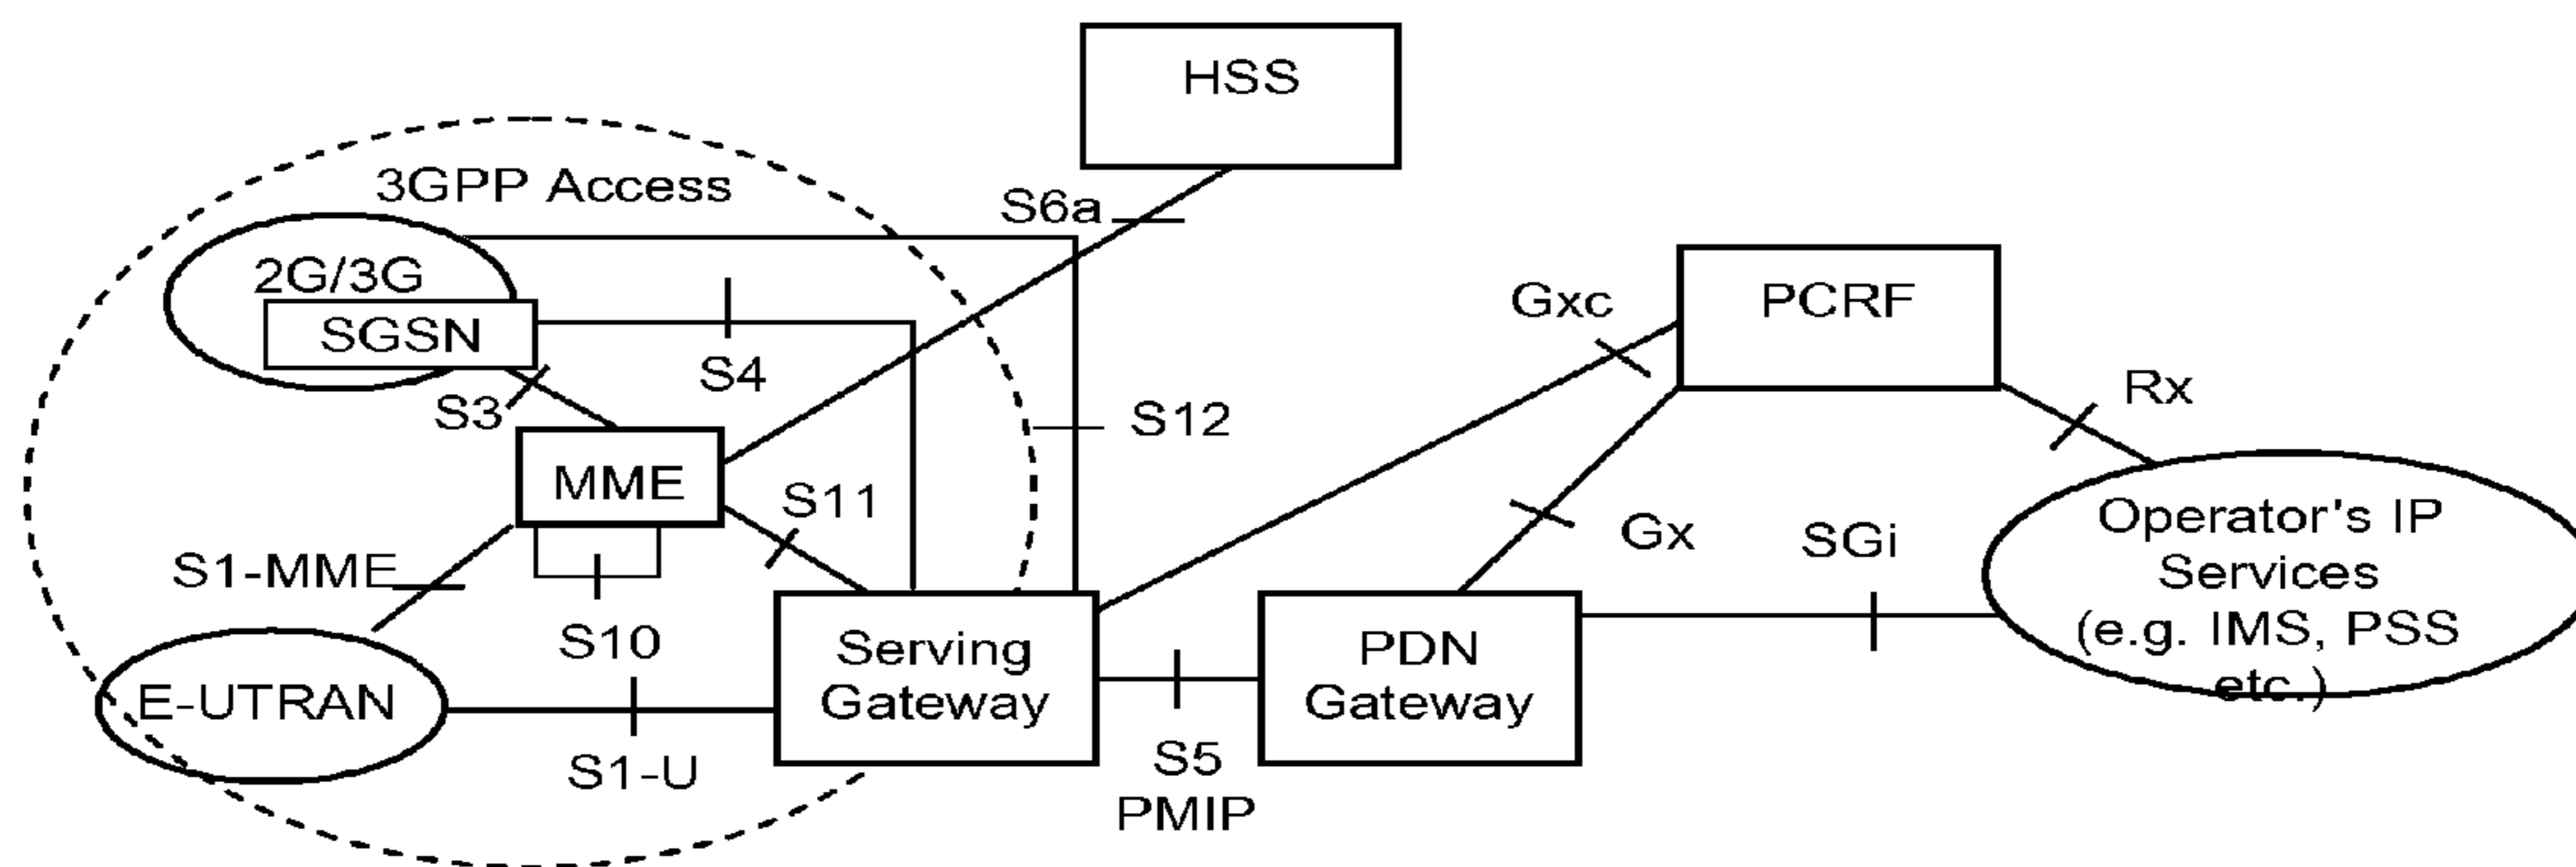 HSS
3GPP Access
S6a
2G/3G
SGSN
S4
S3
S12
Gxc
PCRF
Rx
MME
S11
S1-MME
S10
Gx
SGi
Operator's IP
Services
(e.g. IMS, PSS
etc.)
E-UTRAN
S1-U
Serving
Gateway
S5
PMIP
PDN
Gateway